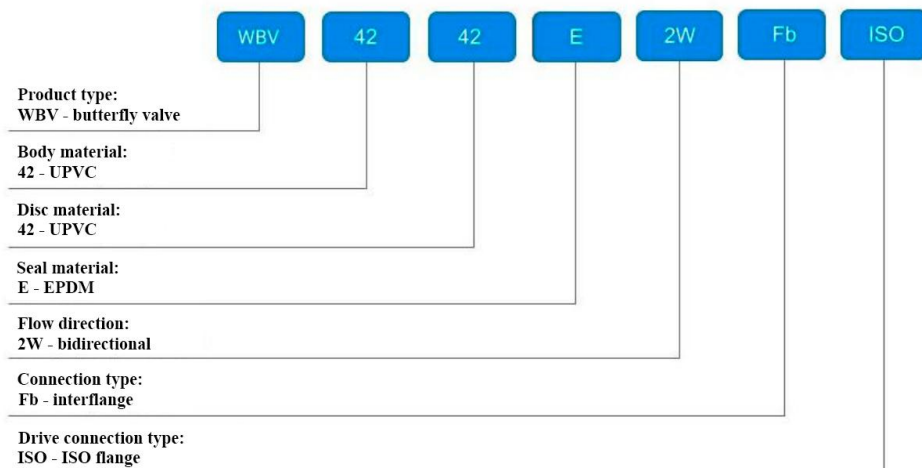 WBV 42 42 E 2W Fb ISO
Product type:
WBV - butterfly valve
Body material:
42 - UPVC
Disc material:
42 - UPVC
Seal material:
E - EPDM
Flow direction:
2W - bidirectional
Connection type:
Fb - interflange
Drive connection type:
ISO - ISO flange